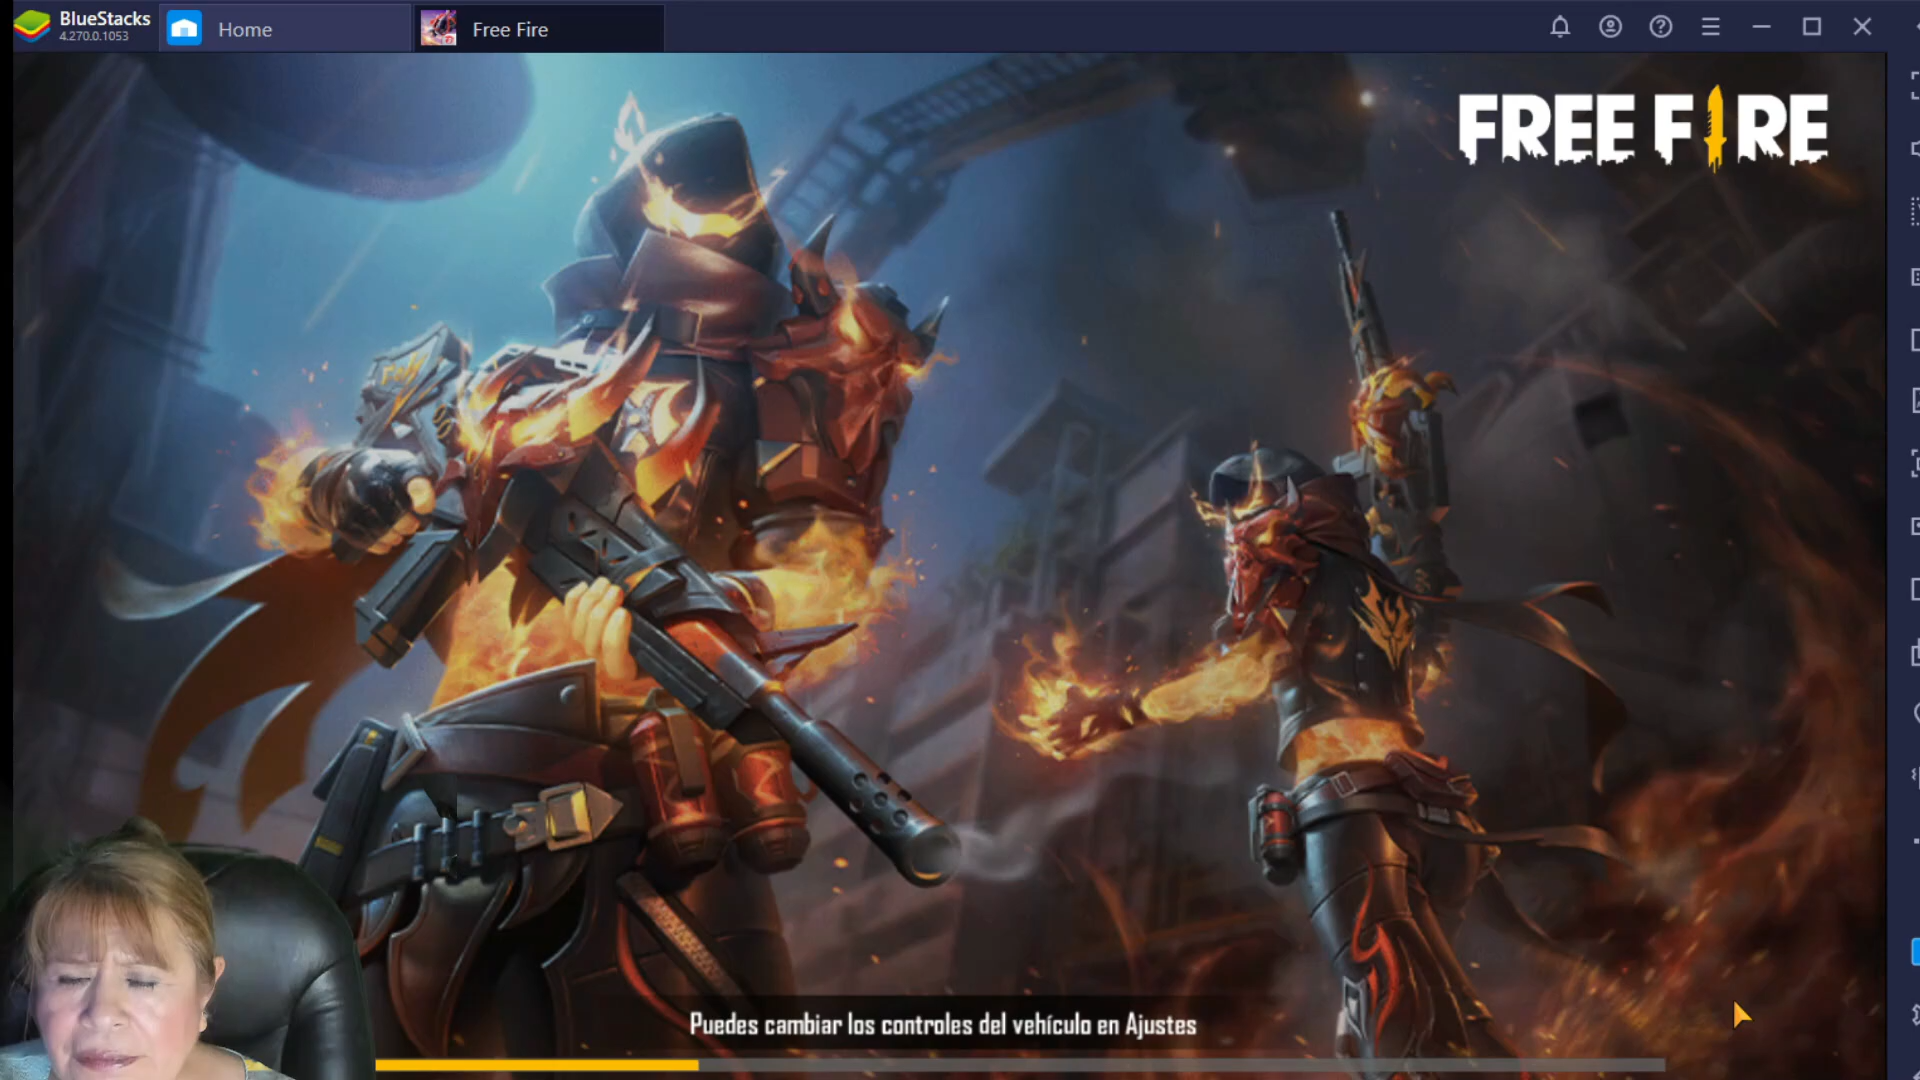 BlueStacks
4.270.0.1053
Home
Free Fire
FREE FIRE
Puedes cambiar los controles del vehículo en Ajustes